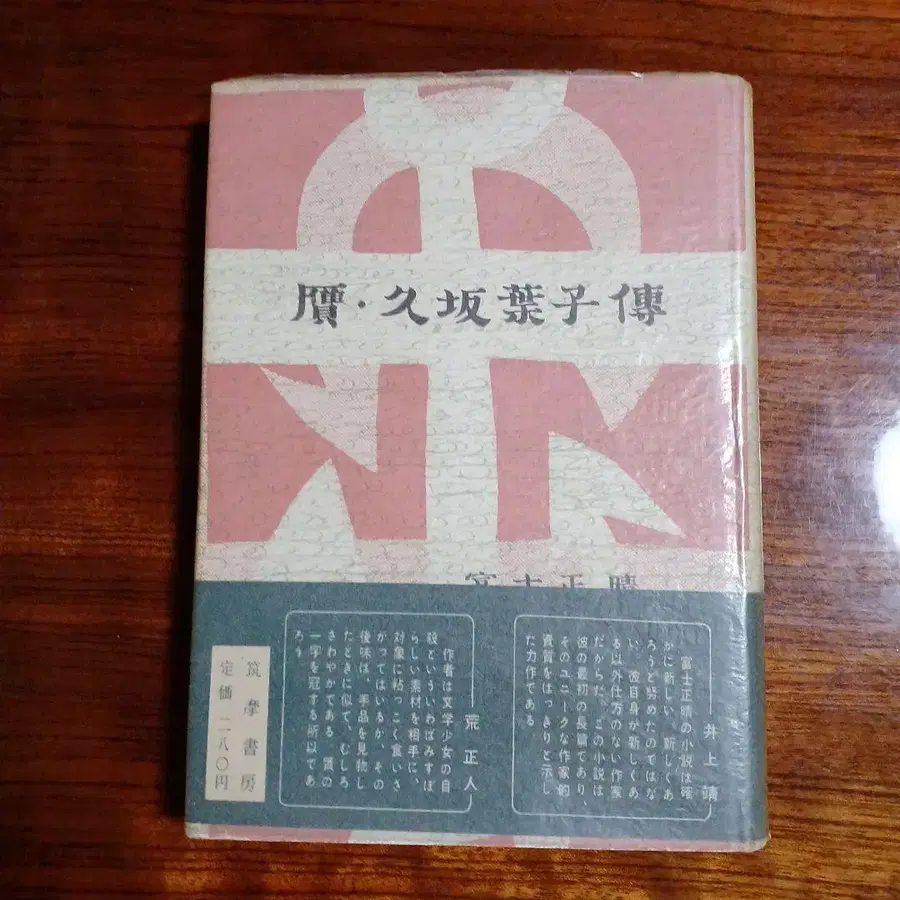 贋・久坂葉子傳
富士正晴
井上靖
富士正晴の小説は確
かに新しい。新しくあ
ろうと努めたのではな
い、彼自身が新しくあ
る以外仕方のない作家
だからだ。この小説は
彼の最初の長篇であり、
そのユニークな作家的
資質をはっきりと示し
た力作である
荒正人
作者は文学少女の自
殺といういわばみすぼ
らしい素材を相手に、
対象に粘っこく食いさ
がってはいるが、その
後味は、手品を見物し
たときに似て、むしろ
さわやかである 贋の
一字を冠する所以であ
ろう
筑摩書房
定価 二八〇円